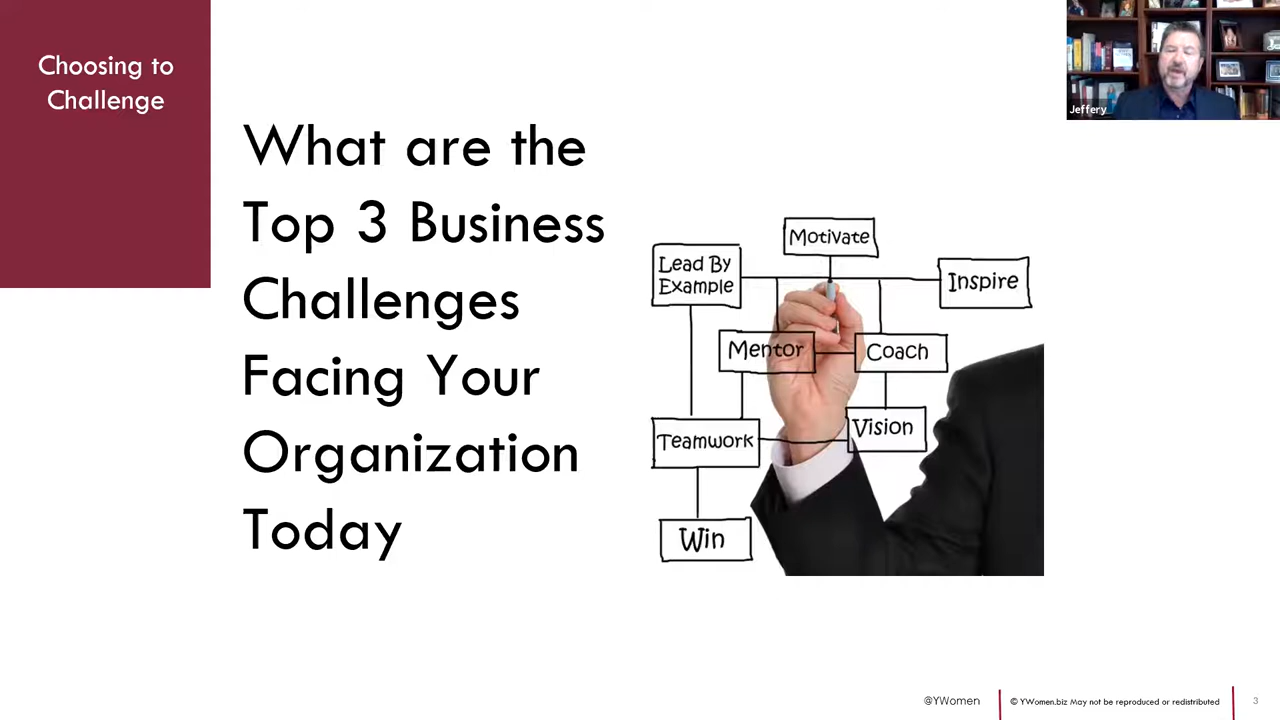 Choosing to
Challenge
What are the
Top 3 Business
Challenges
Facing Your
Organization
Today
Motivate
Lead By
Example
Inspire
Mentor
Coach
Teamwork
Vision
Win
Jeffery
@YWomen
© YWomen.biz May not be reproduced or redistributed
3